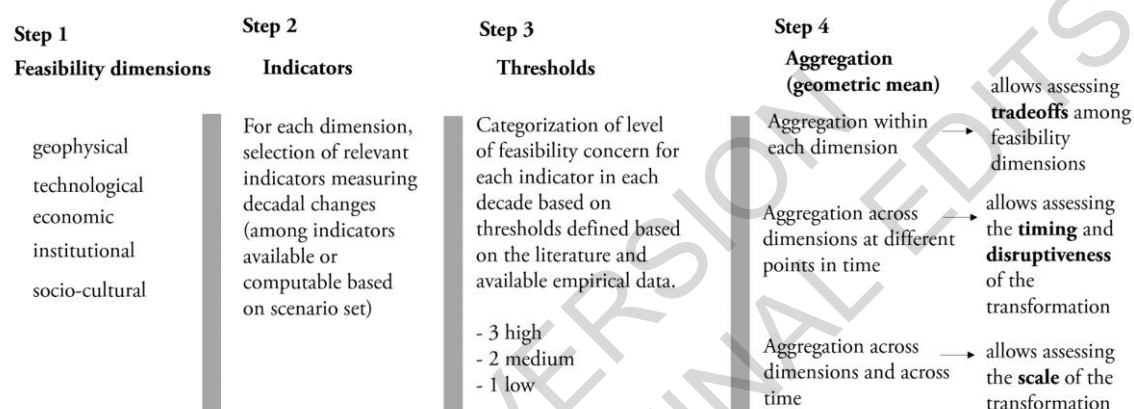 Step 1
Feasibility dimensions
geophysical
technological
economic
institutional
socio-cultural
Step 2
Indicators
For each dimension,
selection of relevant
indicators measuring
decadal changes
(among indicators
available or
computable based
on scenario set)
Step 3
Thresholds
Categorization of level
of feasibility concern for
each indicator in each
decade based on
thresholds defined based
on the literature and
available empirical data.
- 3 high
- 2 medium
- 1 low
Step 4
Aggregation
(geometric mean)
Aggregation within
each dimension
allows assessing
tradeoffs among
feasibility
dimensions
Aggregation across
dimensions at different
points in time
allows assessing
the timing and
disruptiveness
of the
transformation
Aggregation across
dimensions and across
time
allows assessing
the scale of the
transformation
VERSION
FINAL EDITS